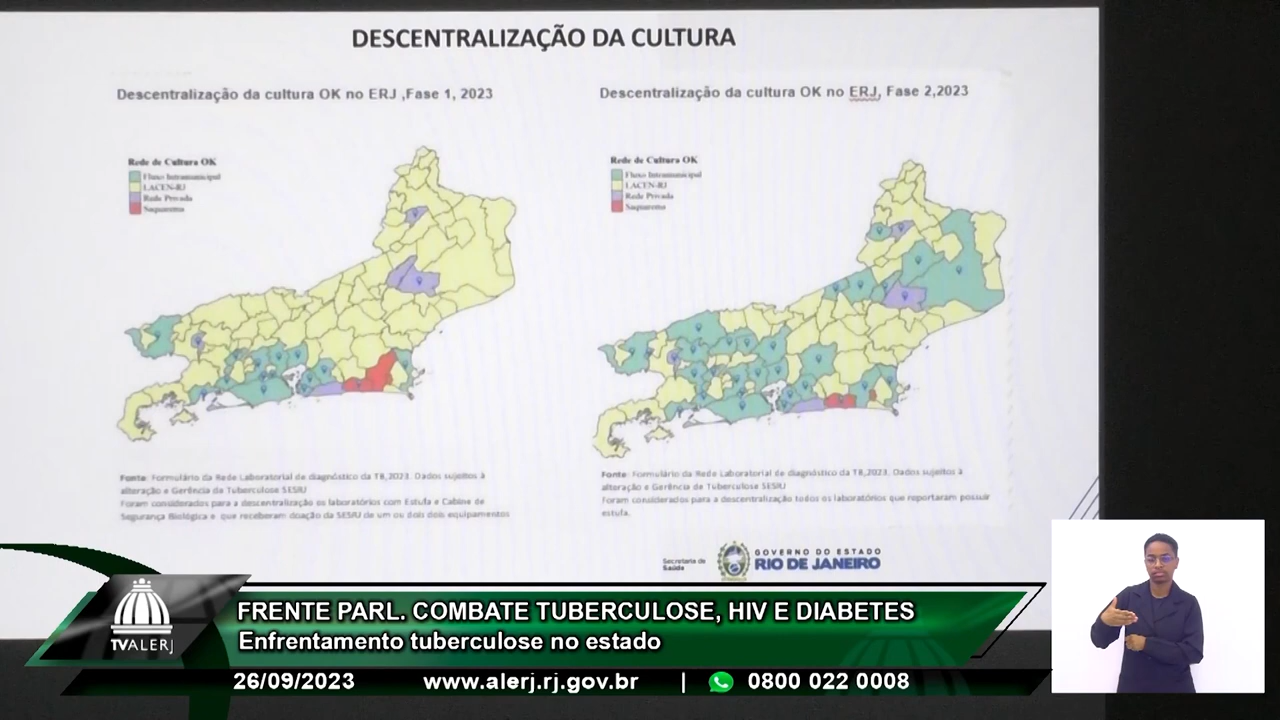 DESCENTRALIZAÇÃO DA CULTURA
Descentralização da cultura OK no ERJ ,Fase 1, 2023
Rede de Cultura OK
Fluxo Intramunicipal
LACEN-RJ
Rede Privada
Saquarema
Fonte: Formulário da Rede Laboratorial de diagnóstico da TB,2023. Dados sujeitos à
alteração e Gerência de Tuberculose SES/RJ
Foram considerados para a descentralização os laboratórios com Estufa e Cabine de
Segurança Biológica e que receberam doação da SES/RJ de um ou dois dois equipamentos
Descentralização da cultura OK no ERJ, Fase 2,2023
Rede de Cultura OK
Fluxo Intramunicipal
LACEN-RJ
Rede Privada
Saquarema
Fonte: Formulário da Rede Laboratorial de diagnóstico da TB,2023. Dados sujeitos à
alteração e Gerência de Tuberculose SES/RJ
Foram considerados para a descentralização todos os laboratórios que reportaram possuir
estufa.
Secretaria de
Saúde
GOVERNO DO ESTADO
RIO DE JANEIRO
TVALERJ
FRENTE PARL. COMBATE TUBERCULOSE, HIV E DIABETES
Enfrentamento tuberculose no estado
26/09/2023 www.alerj.rj.gov.br | 0800 022 0008